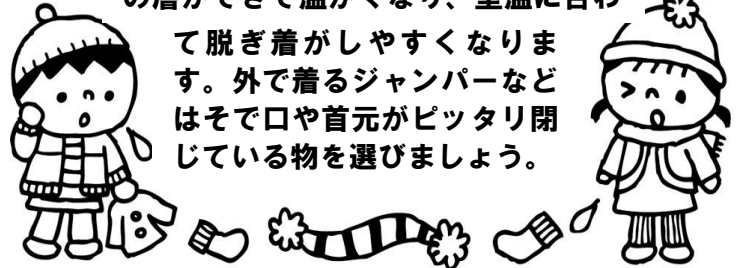 の層ができて温かくなり、室温に合わ
て脱ぎ着がしやすくなりま
す。外で着るジャンパーなど
はそで口や首元がピッタリ閉
じている物を選びましょう。